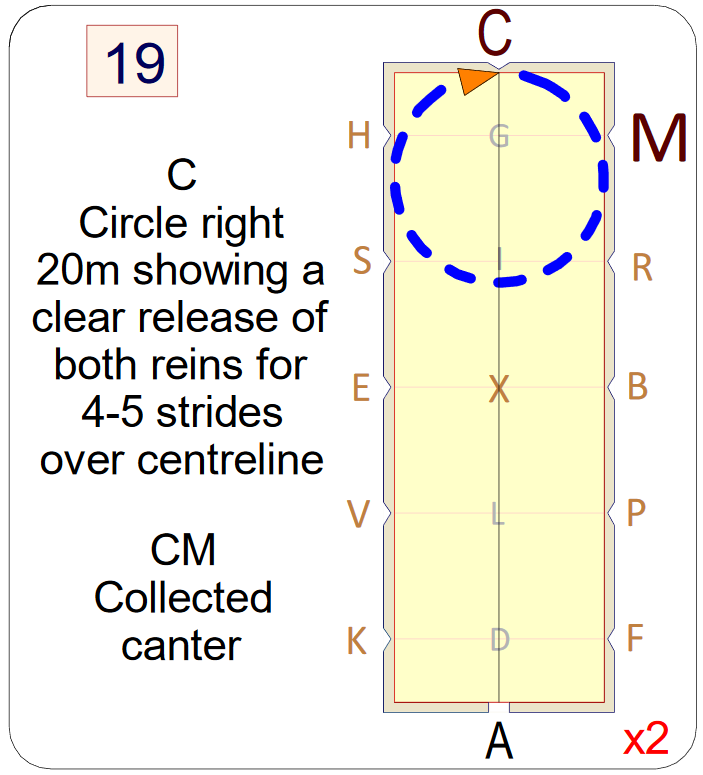 19
C
Circle right
20m showing a
clear release of
both reins for
4-5 strides
over centreline
CM
Collected
canter
C
H G M
S I R
E X B
V L P
K D F
A
x2